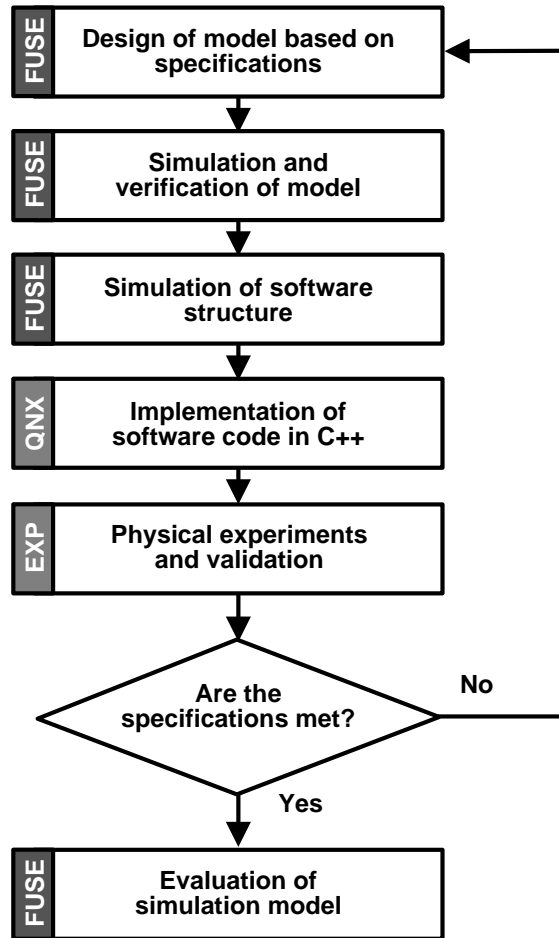 FUSE
Design of model based on
specifications
FUSE
Simulation and
verification of model
FUSE
Simulation of software
structure
QNX
Implementation of
software code in C++
EXP
Physical experiments
and validation
Are the
specifications met?
No
Yes
FUSE
Evaluation of
simulation model